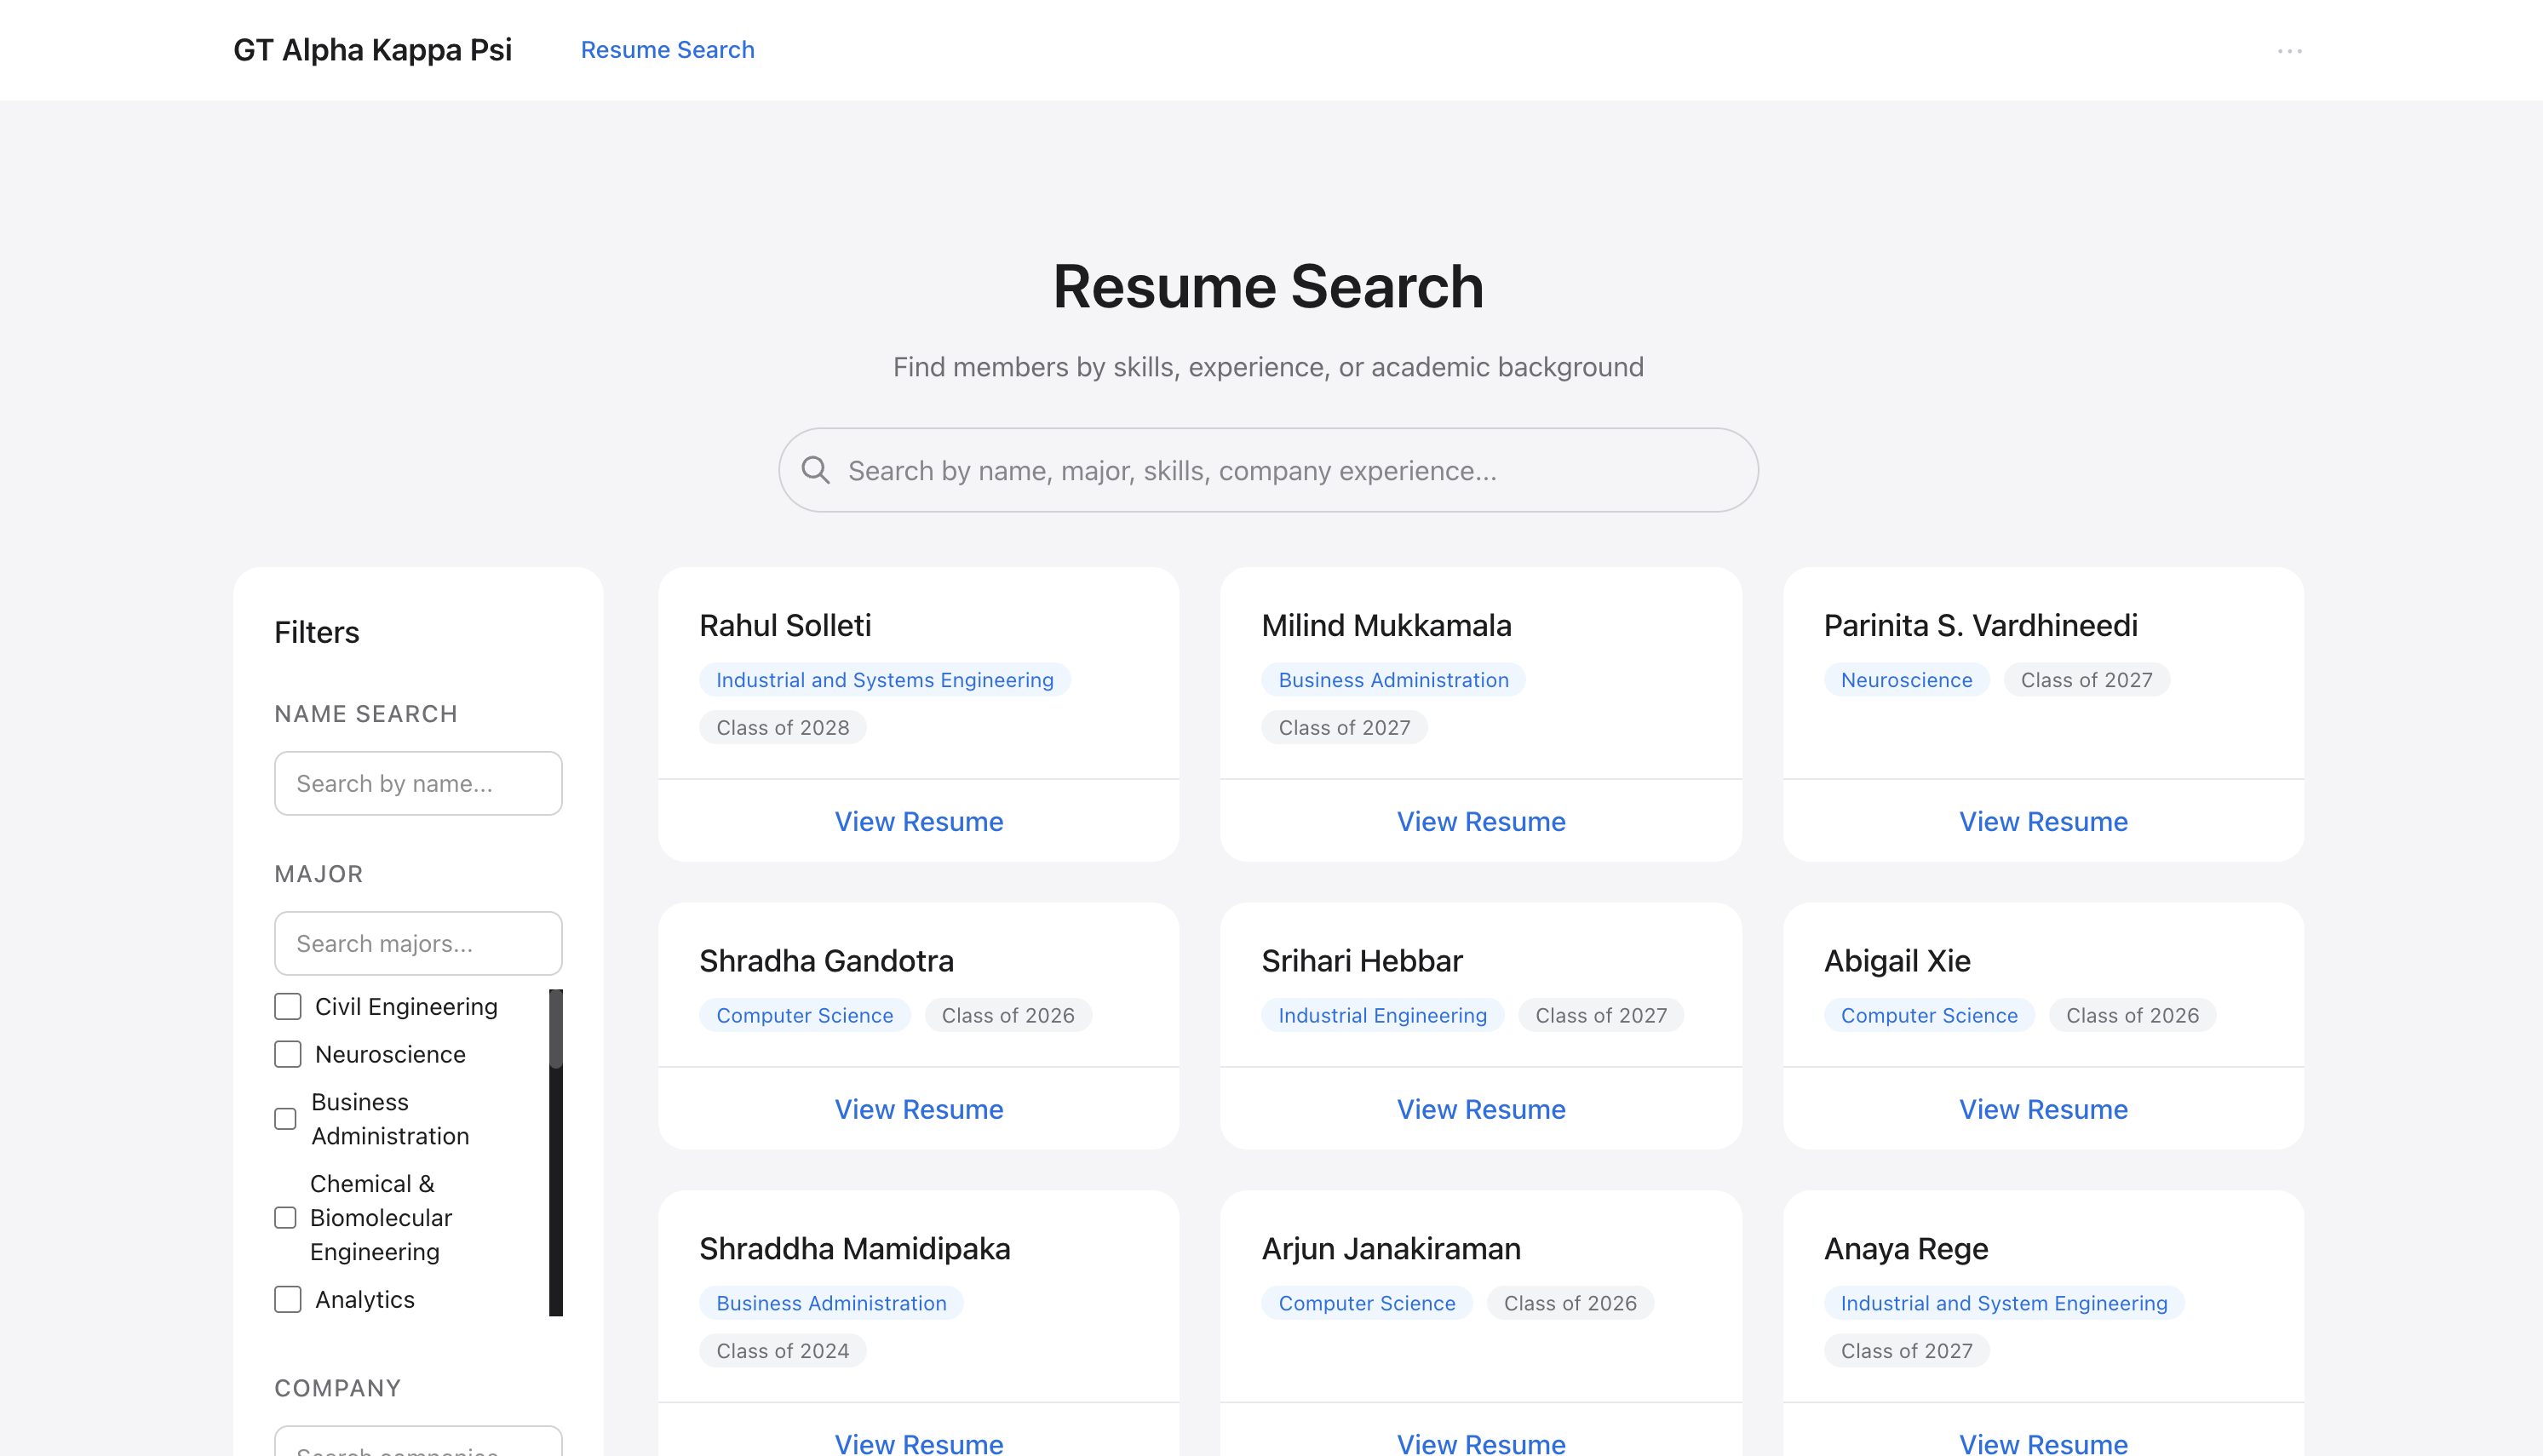 GT Alpha Kappa Psi
Resume Search
...
Resume Search
Find members by skills, experience, or academic background
Search by name, major, skills, company experience...
Filters
NAME SEARCH
Search by name...
MAJOR
Search majors...
Civil Engineering
Neuroscience
Business
Administration
Chemical &
Biomolecular
Engineering
Analytics
COMPANY
Search companies
Rahul Solleti
Industrial and Systems Engineering
Class of 2028
View Resume
Milind Mukkamala
Business Administration
Class of 2027
View Resume
Parinita S. Vardhineedi
Neuroscience
Class of 2027
View Resume
Shradha Gandotra
Computer Science
Class of 2026
View Resume
Srihari Hebbar
Industrial Engineering
Class of 2027
View Resume
Abigail Xie
Computer Science
Class of 2026
View Resume
Shraddha Mamidipaka
Business Administration
Class of 2024
View Resume
Arjun Janakiraman
Computer Science
Class of 2026
View Resume
Anaya Rege
Industrial and System Engineering
Class of 2027
View Resume